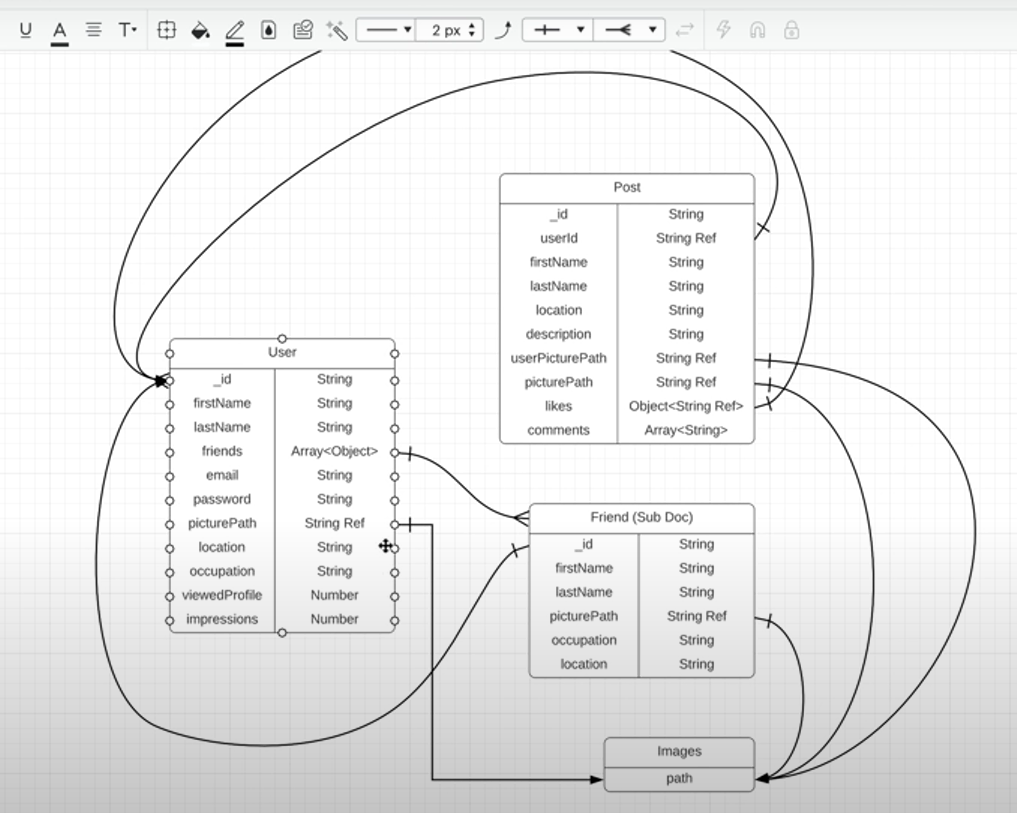 U A T 2 px
Post
_id String
userId String Ref
firstName String
lastName String
location String
description String
userPicturePath String Ref
picturePath String Ref
likes Object<String Ref>
comments Array<String>
User
_id String
firstName String
lastName String
friends Array<Object>
email String
password String
picturePath String Ref
location String
occupation String
viewedProfile Number
impressions Number
Friend (Sub Doc)
_id String
firstName String
lastName String
picturePath String Ref
occupation String
location String
Images
path